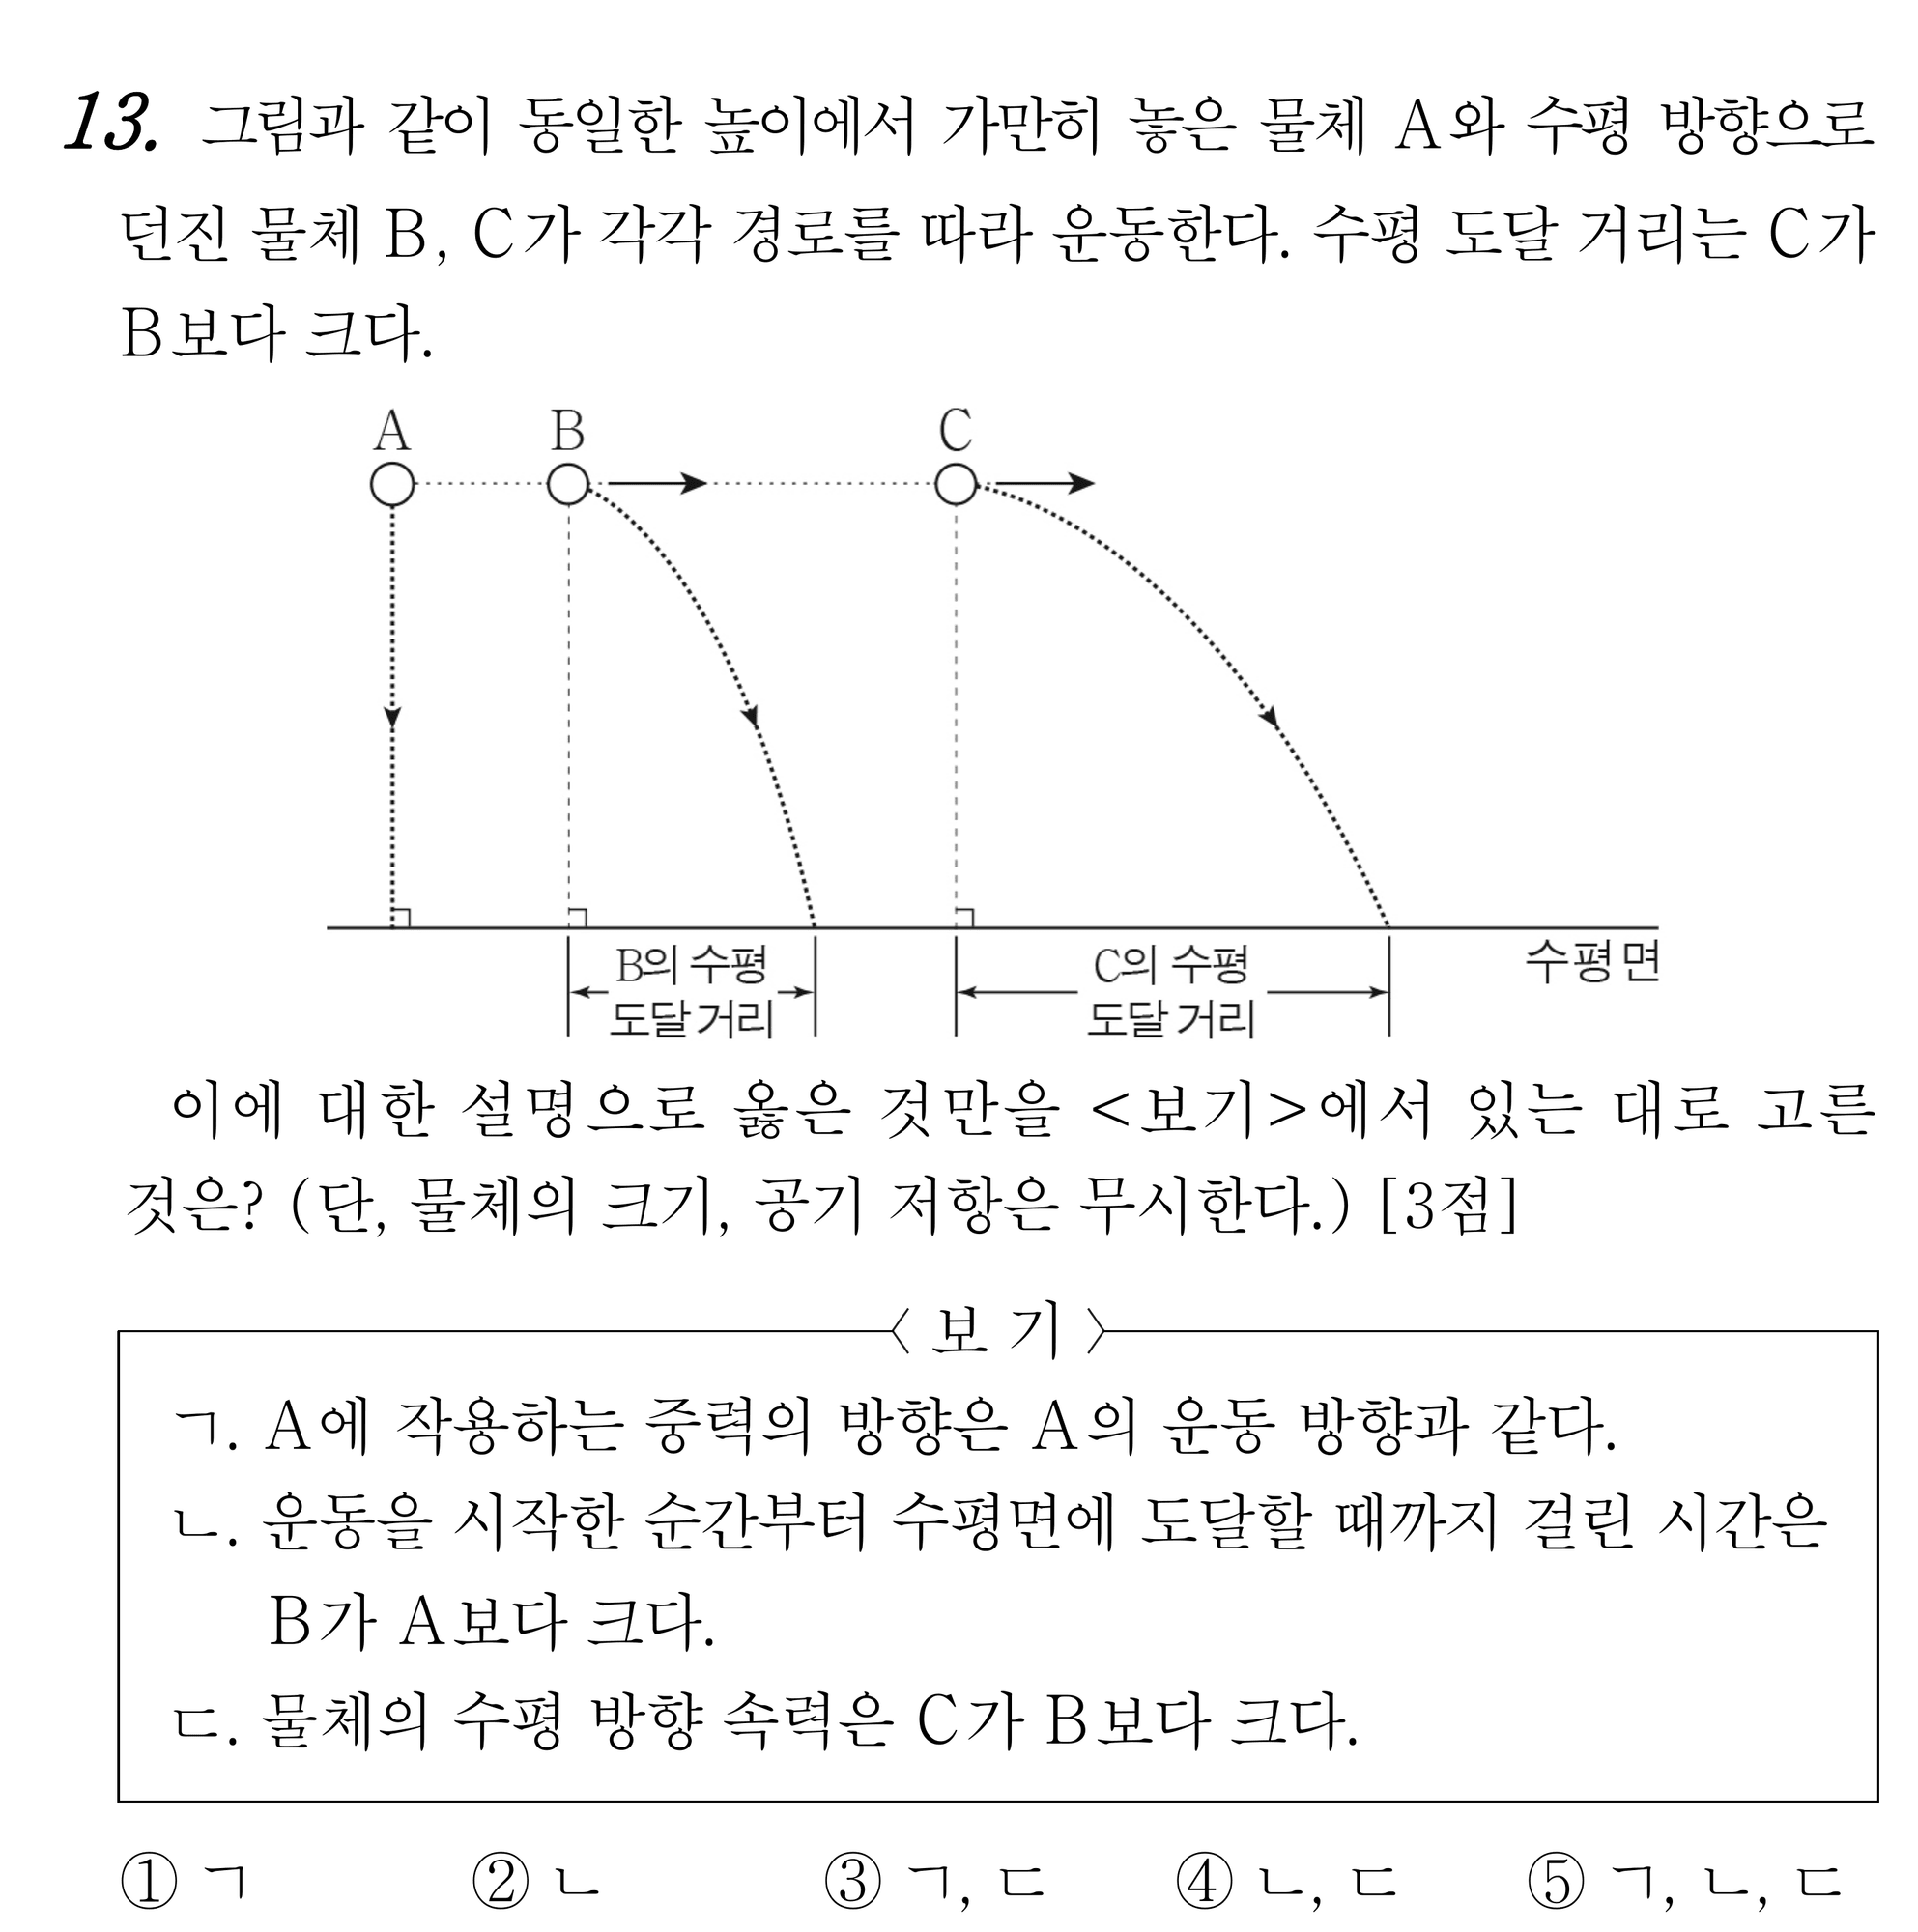 13. 그림과 같이 동일한 높이에서 가만히 놓은 물체 A와 수평 방향으로
던진 물체 B, C가 각각 경로를 따라 운동한다. 수평 도달 거리는 C가
B보다 크다.
A B C
B의 수평 도달 거리
C의 수평 도달 거리
수평면
이에 대한 설명으로 옳은 것만을 <보기>에서 있는 대로 고른
것은? (단, 물체의 크기, 공기 저항은 무시한다.) [3점]
〈 보 기 〉
ㄱ. A에 작용하는 중력의 방향은 A의 운동 방향과 같다.
ㄴ. 운동을 시작한 순간부터 수평면에 도달할 때까지 걸린 시간은
B가 A보다 크다.
ㄷ. 물체의 수평 방향 속력은 C가 B보다 크다.
① ㄱ ② ㄴ ③ ㄱ, ㄷ ④ ㄴ, ㄷ ⑤ ㄱ, ㄴ, ㄷ